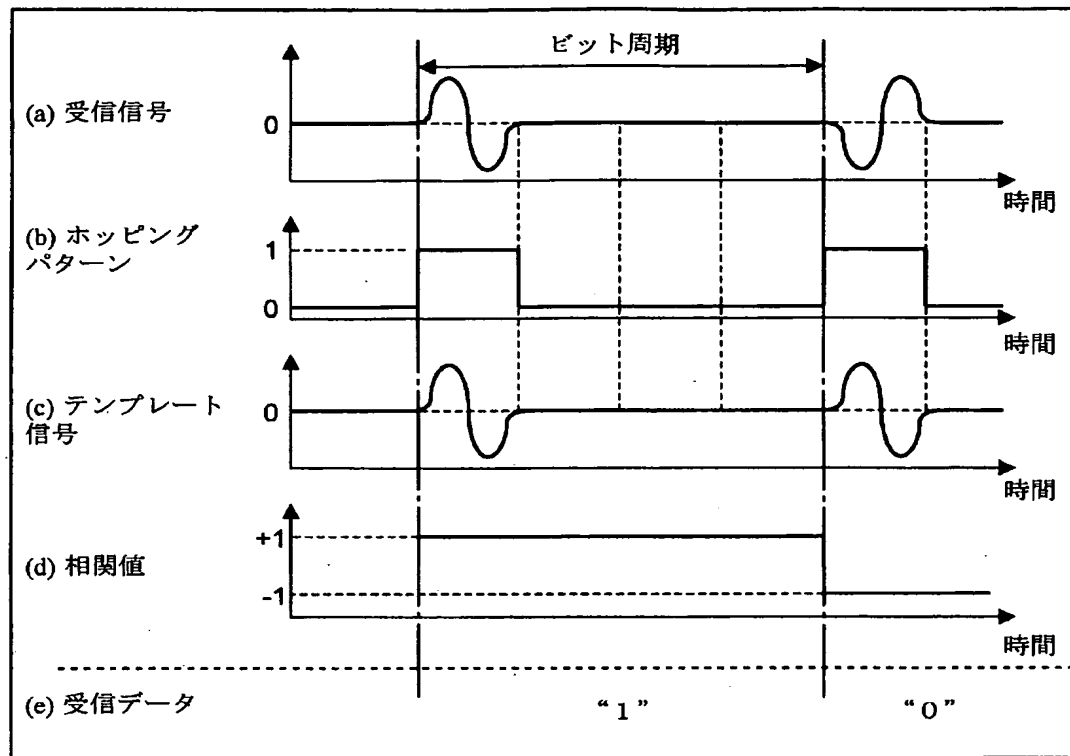 ビット周期
(a) 受信信号
0
時間
(b) ホッピング
パターン
1
0
時間
(c) テンプレート
信号
0
時間
(d) 相関値
+1
-1
時間
(e) 受信データ
“1”
“0”